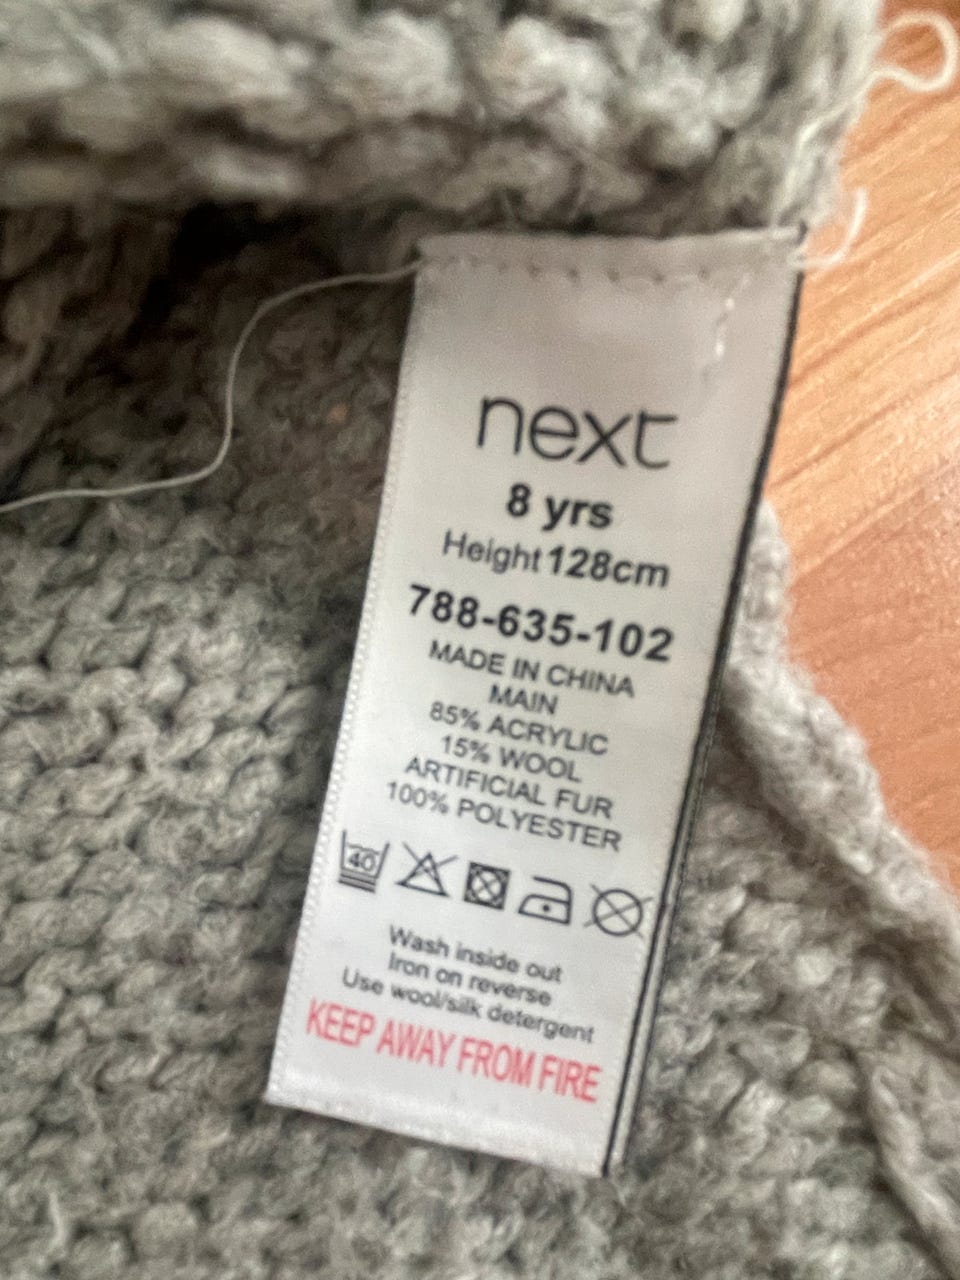 next
8 yrs
Height 128cm
788-635-102
MADE IN CHINA
MAIN
85% ACRYLIC
15% WOOL
ARTIFICIAL FUR
100% POLYESTER
40
Wash inside out
Iron on reverse
Use wool/silk detergent
KEEP AWAY FROM FIRE